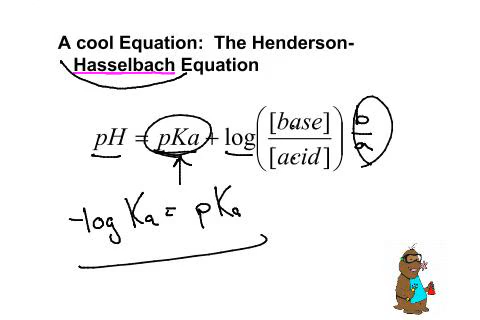 A cool Equation: The Henderson-
Hasselbach Equation
pH = pKa + log([base]/[acid]) b/a
-log Ka = pKa